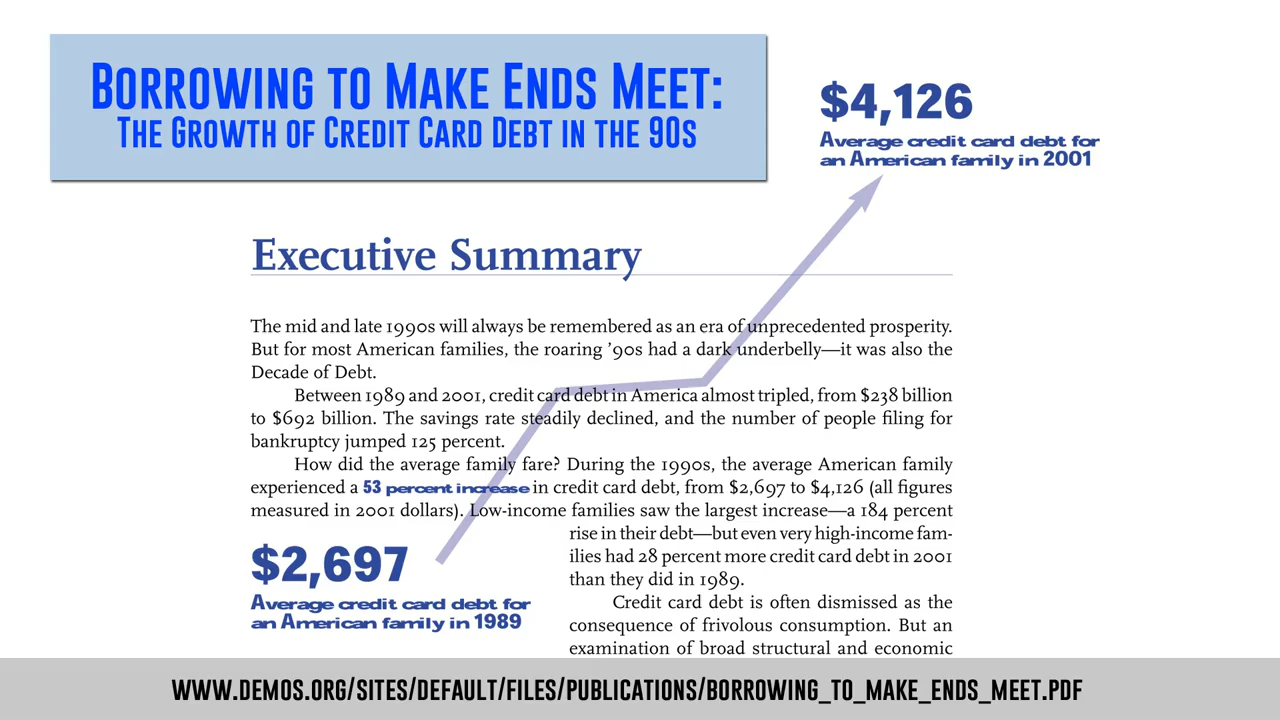 Borrowing to Make Ends Meet:
The Growth of Credit Card Debt in the 90s
$4,126
Average credit card debt for
an American family in 2001
Executive Summary
The mid and late 1990s will always be remembered as an era of unprecedented prosperity.
But for most American families, the roaring ’90s had a dark underbelly—it was also the
Decade of Debt.
Between 1989 and 2001, credit card debt in America almost tripled, from $238 billion
to $692 billion. The savings rate steadily declined, and the number of people filing for
bankruptcy jumped 125 percent.
How did the average family fare? During the 1990s, the average American family
experienced a 53 percent increase in credit card debt, from $2,697 to $4,126 (all figures
measured in 2001 dollars). Low-income families saw the largest increase—a 184 percent
rise in their debt—but even very high-income fam-
ilies had 28 percent more credit card debt in 2001
than they did in 1989.
$2,697
Average credit card debt for
an American family in 1989
Credit card debt is often dismissed as the
consequence of frivolous consumption. But an
examination of broad structural and economic
www.demos.org/sites/default/files/publications/borrowing_to_make_ends_meet.pdf